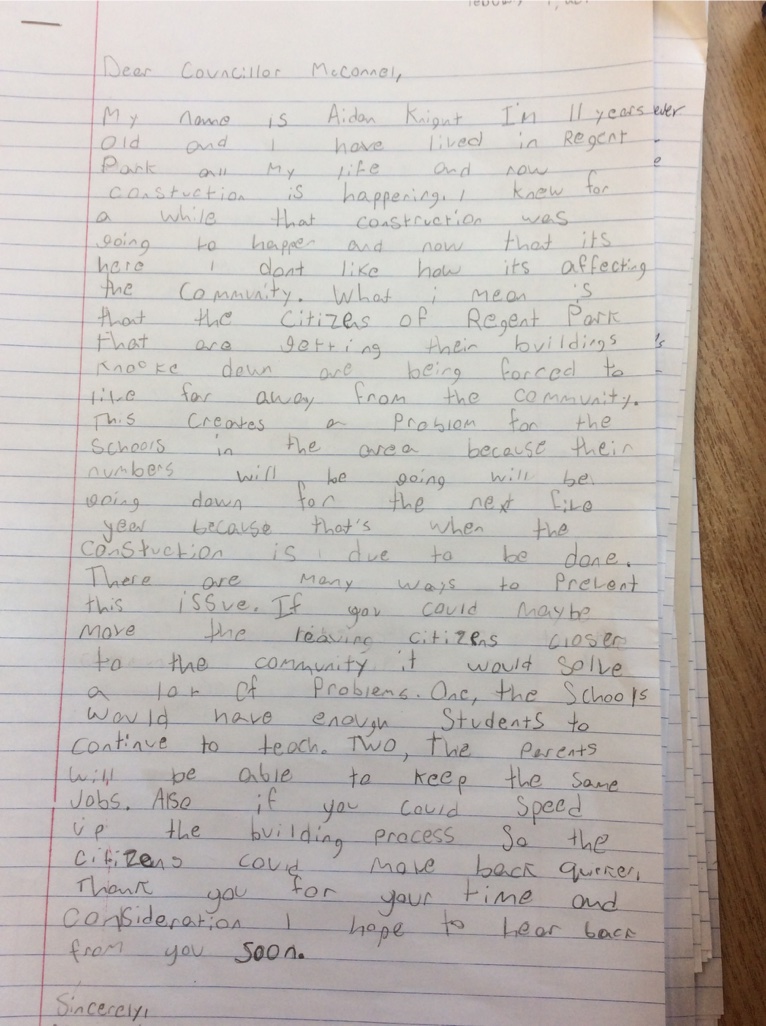 Dear Councillor McConnel,
My name is Aidan Knignt I'm 11 years
ever
old and I have lived in Regent
Park all My life and now
constuction is happening. I knew for
a while that construction was
going to happen and now that its
here I dont like how its affecting
the Community. What i mean is
that the Citizens of Regent Park
that are getting their buildings
Knocke down are being forced to
live far away from the community.
This Creates a Problom for the
Schools in the area because their
numbers will be going will be
going down for the next five
year because that's when the
constuction is due to be done.
There are many ways to Prevent
this issue. If you could maybe
move the leaving citizens closer
to the community it would solve
a lot of Problems. One, the Schools
would have enough Students to
continue to teach. Two, the Parents
will be able to keep the same
Jobs. Also if you could Speed
up the building process So the
Citizens could move back quicker.
Thank you for your time and
consideration I hope to hear back
from you Soon.
Sincerely,